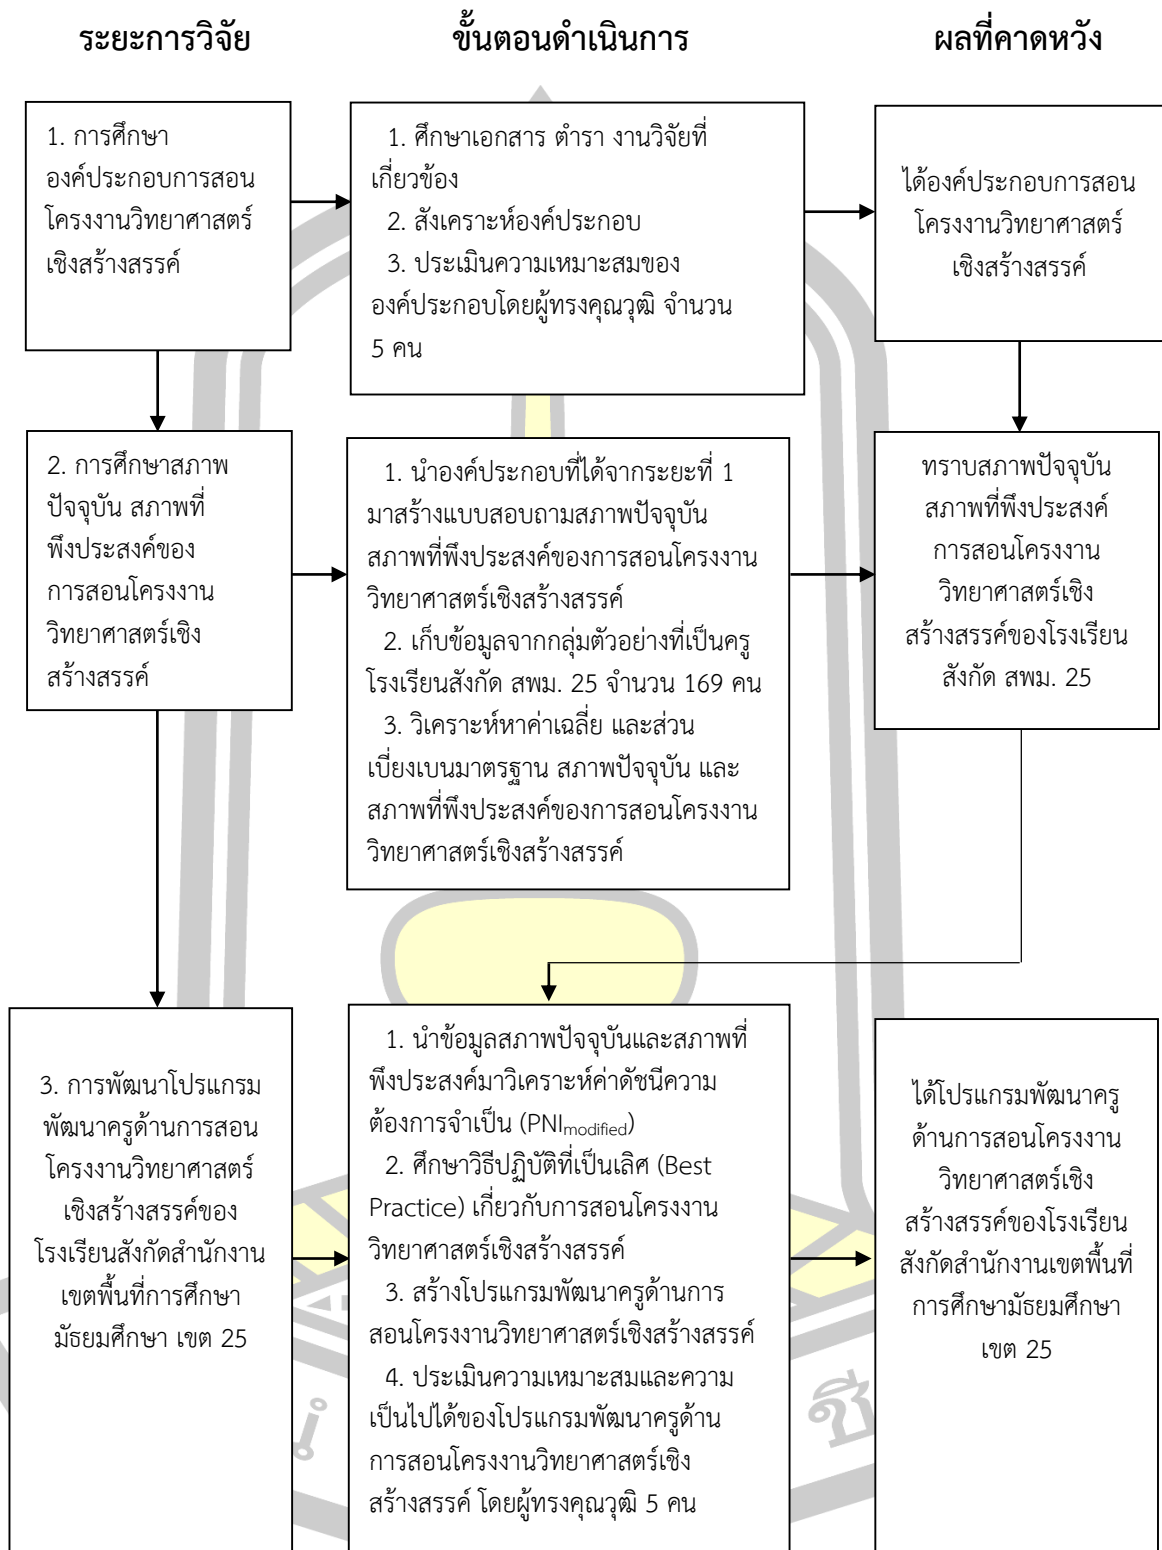 ระยะการวิจัย
ขั้นตอนดำเนินการ
ผลที่คาดหวัง
1. การศึกษา
องค์ประกอบการสอน
โครงงานวิทยาศาสตร์
เชิงสร้างสรรค์
1. ศึกษาเอกสาร ตำรา งานวิจัยที่
เกี่ยวข้อง
2. สังเคราะห์องค์ประกอบ
3. ประเมินความเหมาะสมของ
องค์ประกอบโดยผู้ทรงคุณวุฒิ จำนวน
5 คน
ได้องค์ประกอบการสอน
โครงงานวิทยาศาสตร์
เชิงสร้างสรรค์
2. การศึกษาสภาพ
ปัจจุบัน สภาพที่
พึงประสงค์ของ
การสอนโครงงาน
วิทยาศาสตร์เชิง
สร้างสรรค์
1. นำองค์ประกอบที่ได้จากระยะที่ 1
มาสร้างแบบสอบถามสภาพปัจจุบัน
สภาพที่พึงประสงค์ของการสอนโครงงาน
วิทยาศาสตร์เชิงสร้างสรรค์
2. เก็บข้อมูลจากกลุ่มตัวอย่างที่เป็นครู
โรงเรียนสังกัด สพม. 25 จำนวน 169 คน
3. วิเคราะห์หาค่าเฉลี่ย และส่วน
เบี่ยงเบนมาตรฐาน สภาพปัจจุบัน และ
สภาพที่พึงประสงค์ของการสอนโครงงาน
วิทยาศาสตร์เชิงสร้างสรรค์
ทราบสภาพปัจจุบัน
สภาพที่พึงประสงค์
การสอนโครงงาน
วิทยาศาสตร์เชิง
สร้างสรรค์ของโรงเรียน
สังกัด สพม. 25
3. การพัฒนาโปรแกรม
พัฒนาครูด้านการสอน
โครงงานวิทยาศาสตร์
เชิงสร้างสรรค์ของ
โรงเรียนสังกัดสำนักงาน
เขตพื้นที่การศึกษา
มัธยมศึกษา เขต 25
1. นำข้อมูลสภาพปัจจุบันและสภาพที่
พึงประสงค์มาวิเคราะห์ค่าดัชนีความ
ต้องการจำเป็น (PNImodified)
2. ศึกษาวิธีปฏิบัติที่เป็นเลิศ (Best
Practice) เกี่ยวกับการสอนโครงงาน
วิทยาศาสตร์เชิงสร้างสรรค์
3. สร้างโปรแกรมพัฒนาครูด้านการ
สอนโครงงานวิทยาศาสตร์เชิงสร้างสรรค์
4. ประเมินความเหมาะสมและความ
เป็นไปได้ของโปรแกรมพัฒนาครูด้าน
การสอนโครงงานวิทยาศาสตร์เชิง
สร้างสรรค์ โดยผู้ทรงคุณวุฒิ 5 คน
ได้โปรแกรมพัฒนาครู
ด้านการสอนโครงงาน
วิทยาศาสตร์เชิง
สร้างสรรค์ของโรงเรียน
สังกัดสำนักงานเขตพื้นที่
การศึกษามัธยมศึกษา
เขต 25